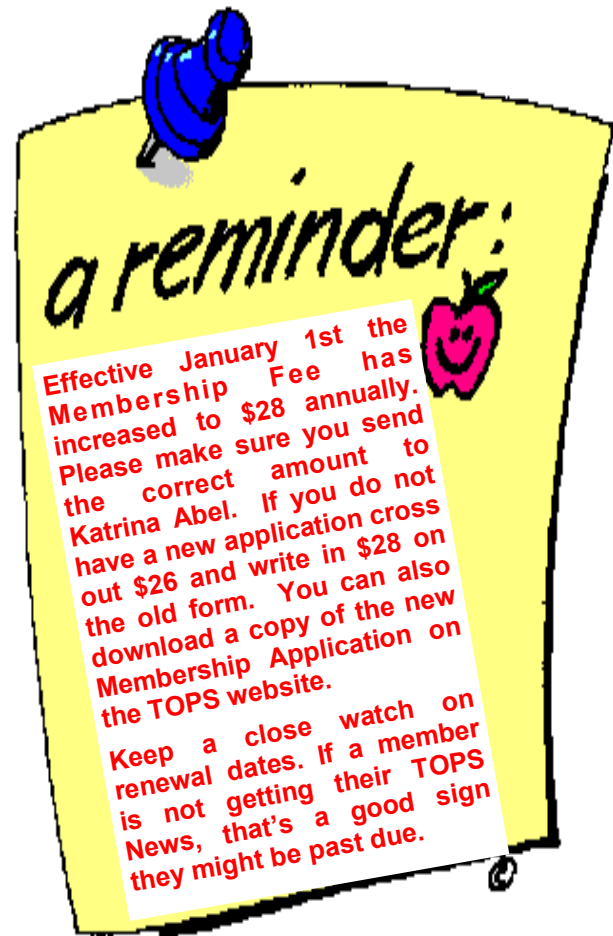 a reminder:
Effective January 1st the
Membership Fee has
increased to $28 annually.
Please make sure you send
the correct amount to
Katrina Abel. If you do not
have a new application cross
out $26 and write in $28 on
the old form. You can also
download a copy of the new
Membership Application on
the TOPS website.
Keep a close watch on
renewal dates. If a member
is not getting their TOPS
News, that's a good sign
they might be past due.
©